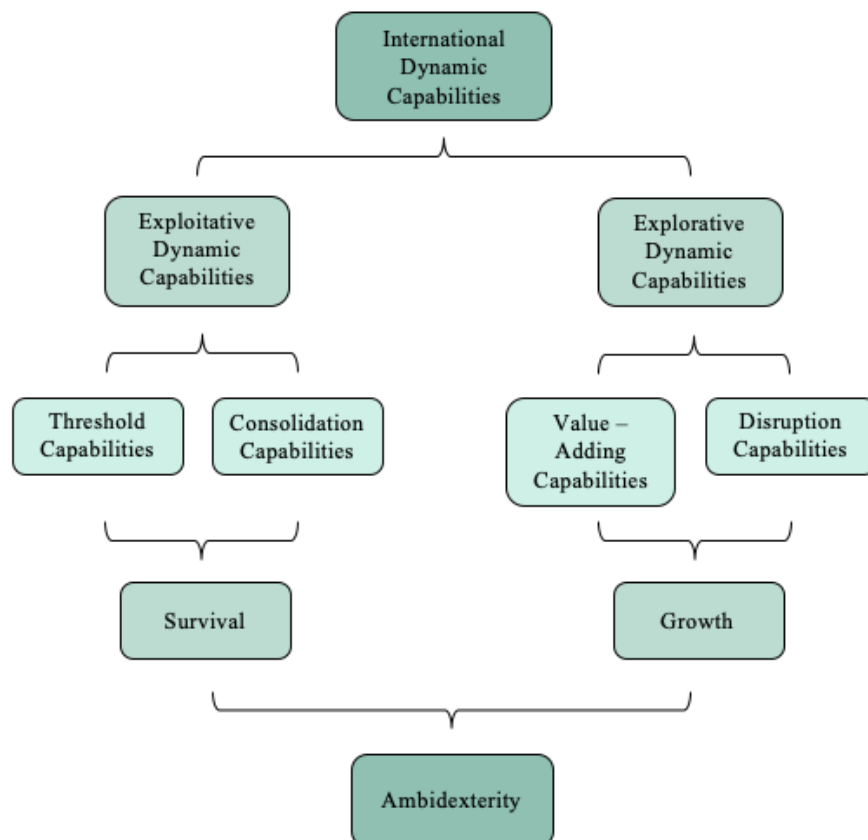 International
Dynamic
Capabilities
Exploitative
Dynamic
Capabilities
Explorative
Dynamic
Capabilities
Threshold
Capabilities
Consolidation
Capabilities
Value –
Adding
Capabilities
Disruption
Capabilities
Survival
Growth
Ambidexterity